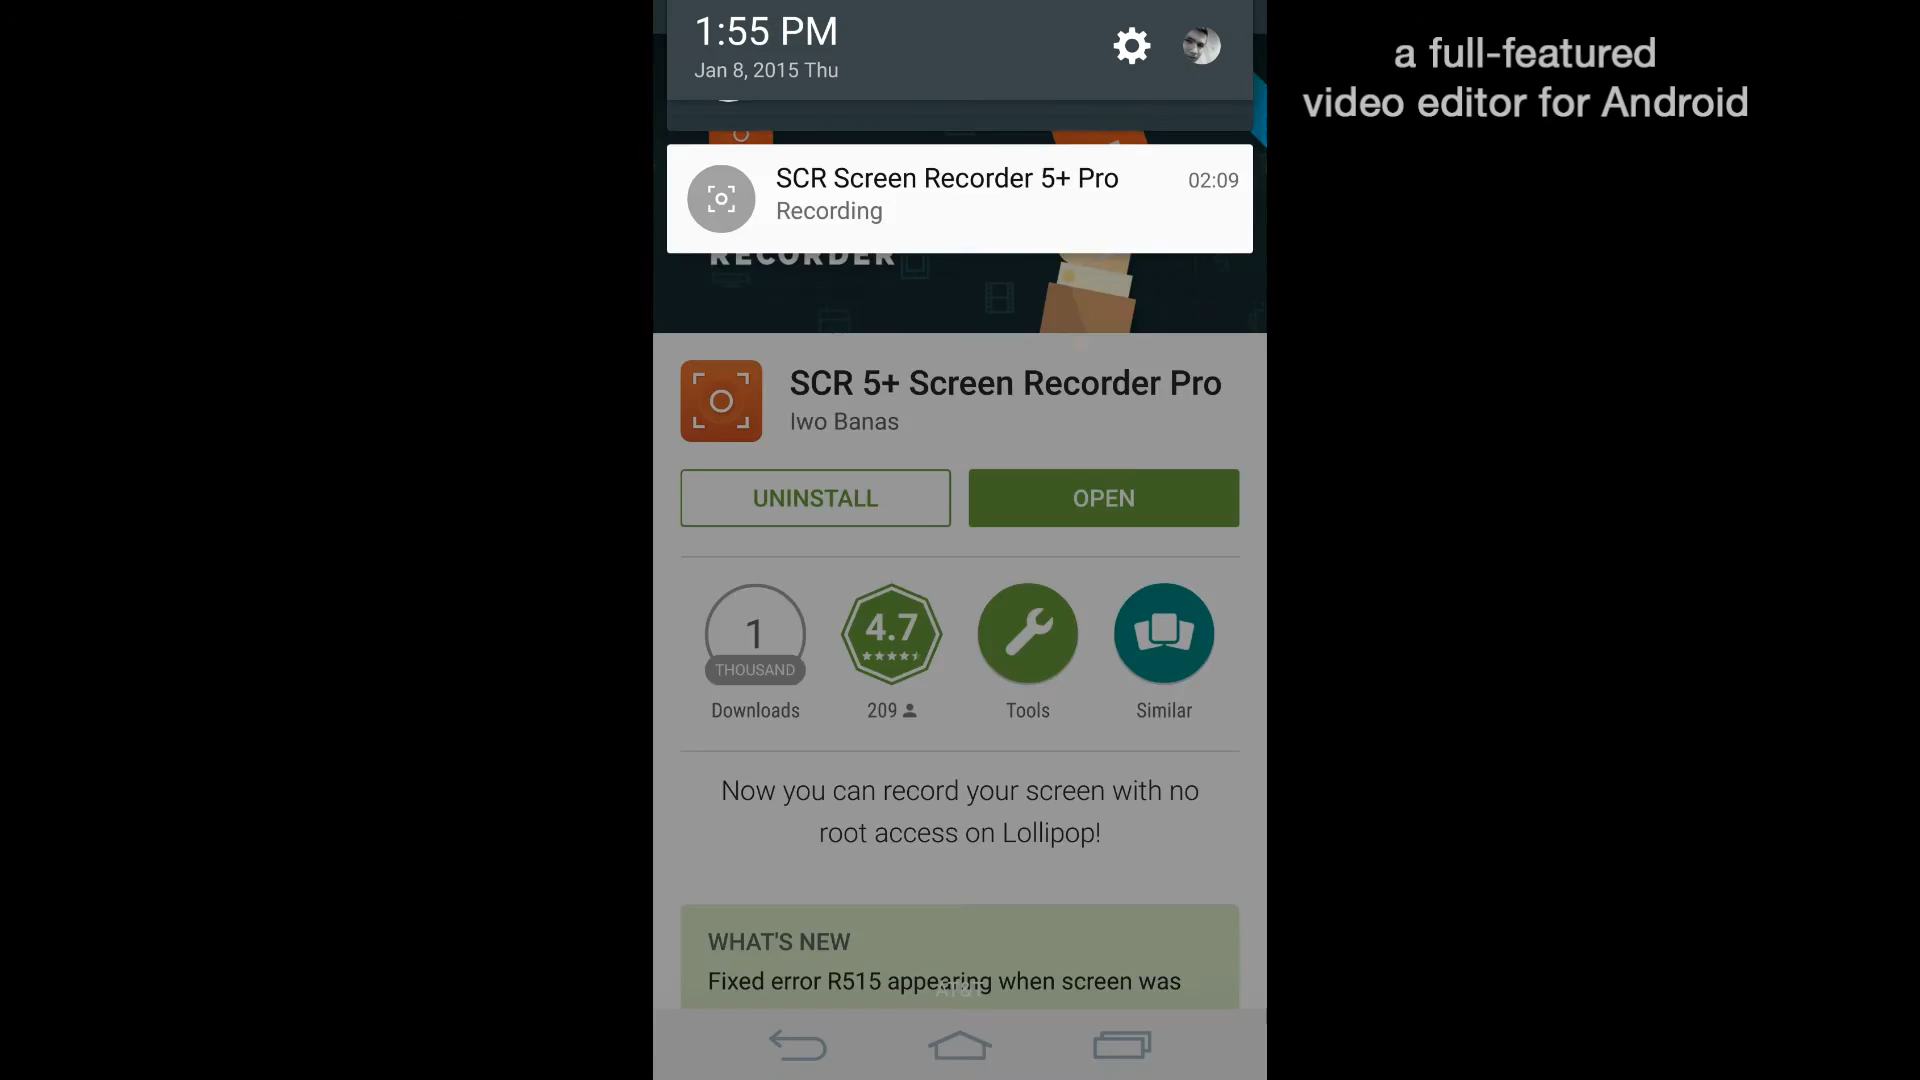 1:55 PM
Jan 8, 2015 Thu
a full-featured
video editor for Android
SCR Screen Recorder 5+ Pro
02:09
Recording
RECORDER
SCR 5+ Screen Recorder Pro
Iwo Banas
UNINSTALL
OPEN
1
THOUSAND
4.7
Downloads
209
Tools
Similar
Now you can record your screen with no
root access on Lollipop!
WHAT'S NEW
Fixed error R515 appearing when screen was
AT&T